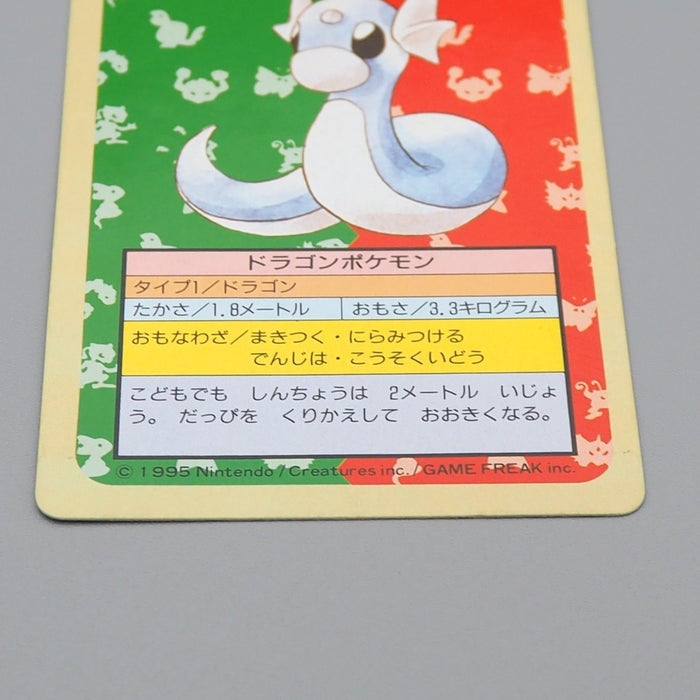 ドラゴンポケモン
タイプ1／ドラゴン
たかさ／1.8メートル おもさ／3.3キログラム
おもなわざ／まきつく・にらみつける
でんじは・こうそくいどう
こどもでも しんちょうは 2メートル いじょ
う。 だっぴを くりかえして おおきくなる。
© 1995 Nintendo / Creatures inc. / GAME FREAK inc.